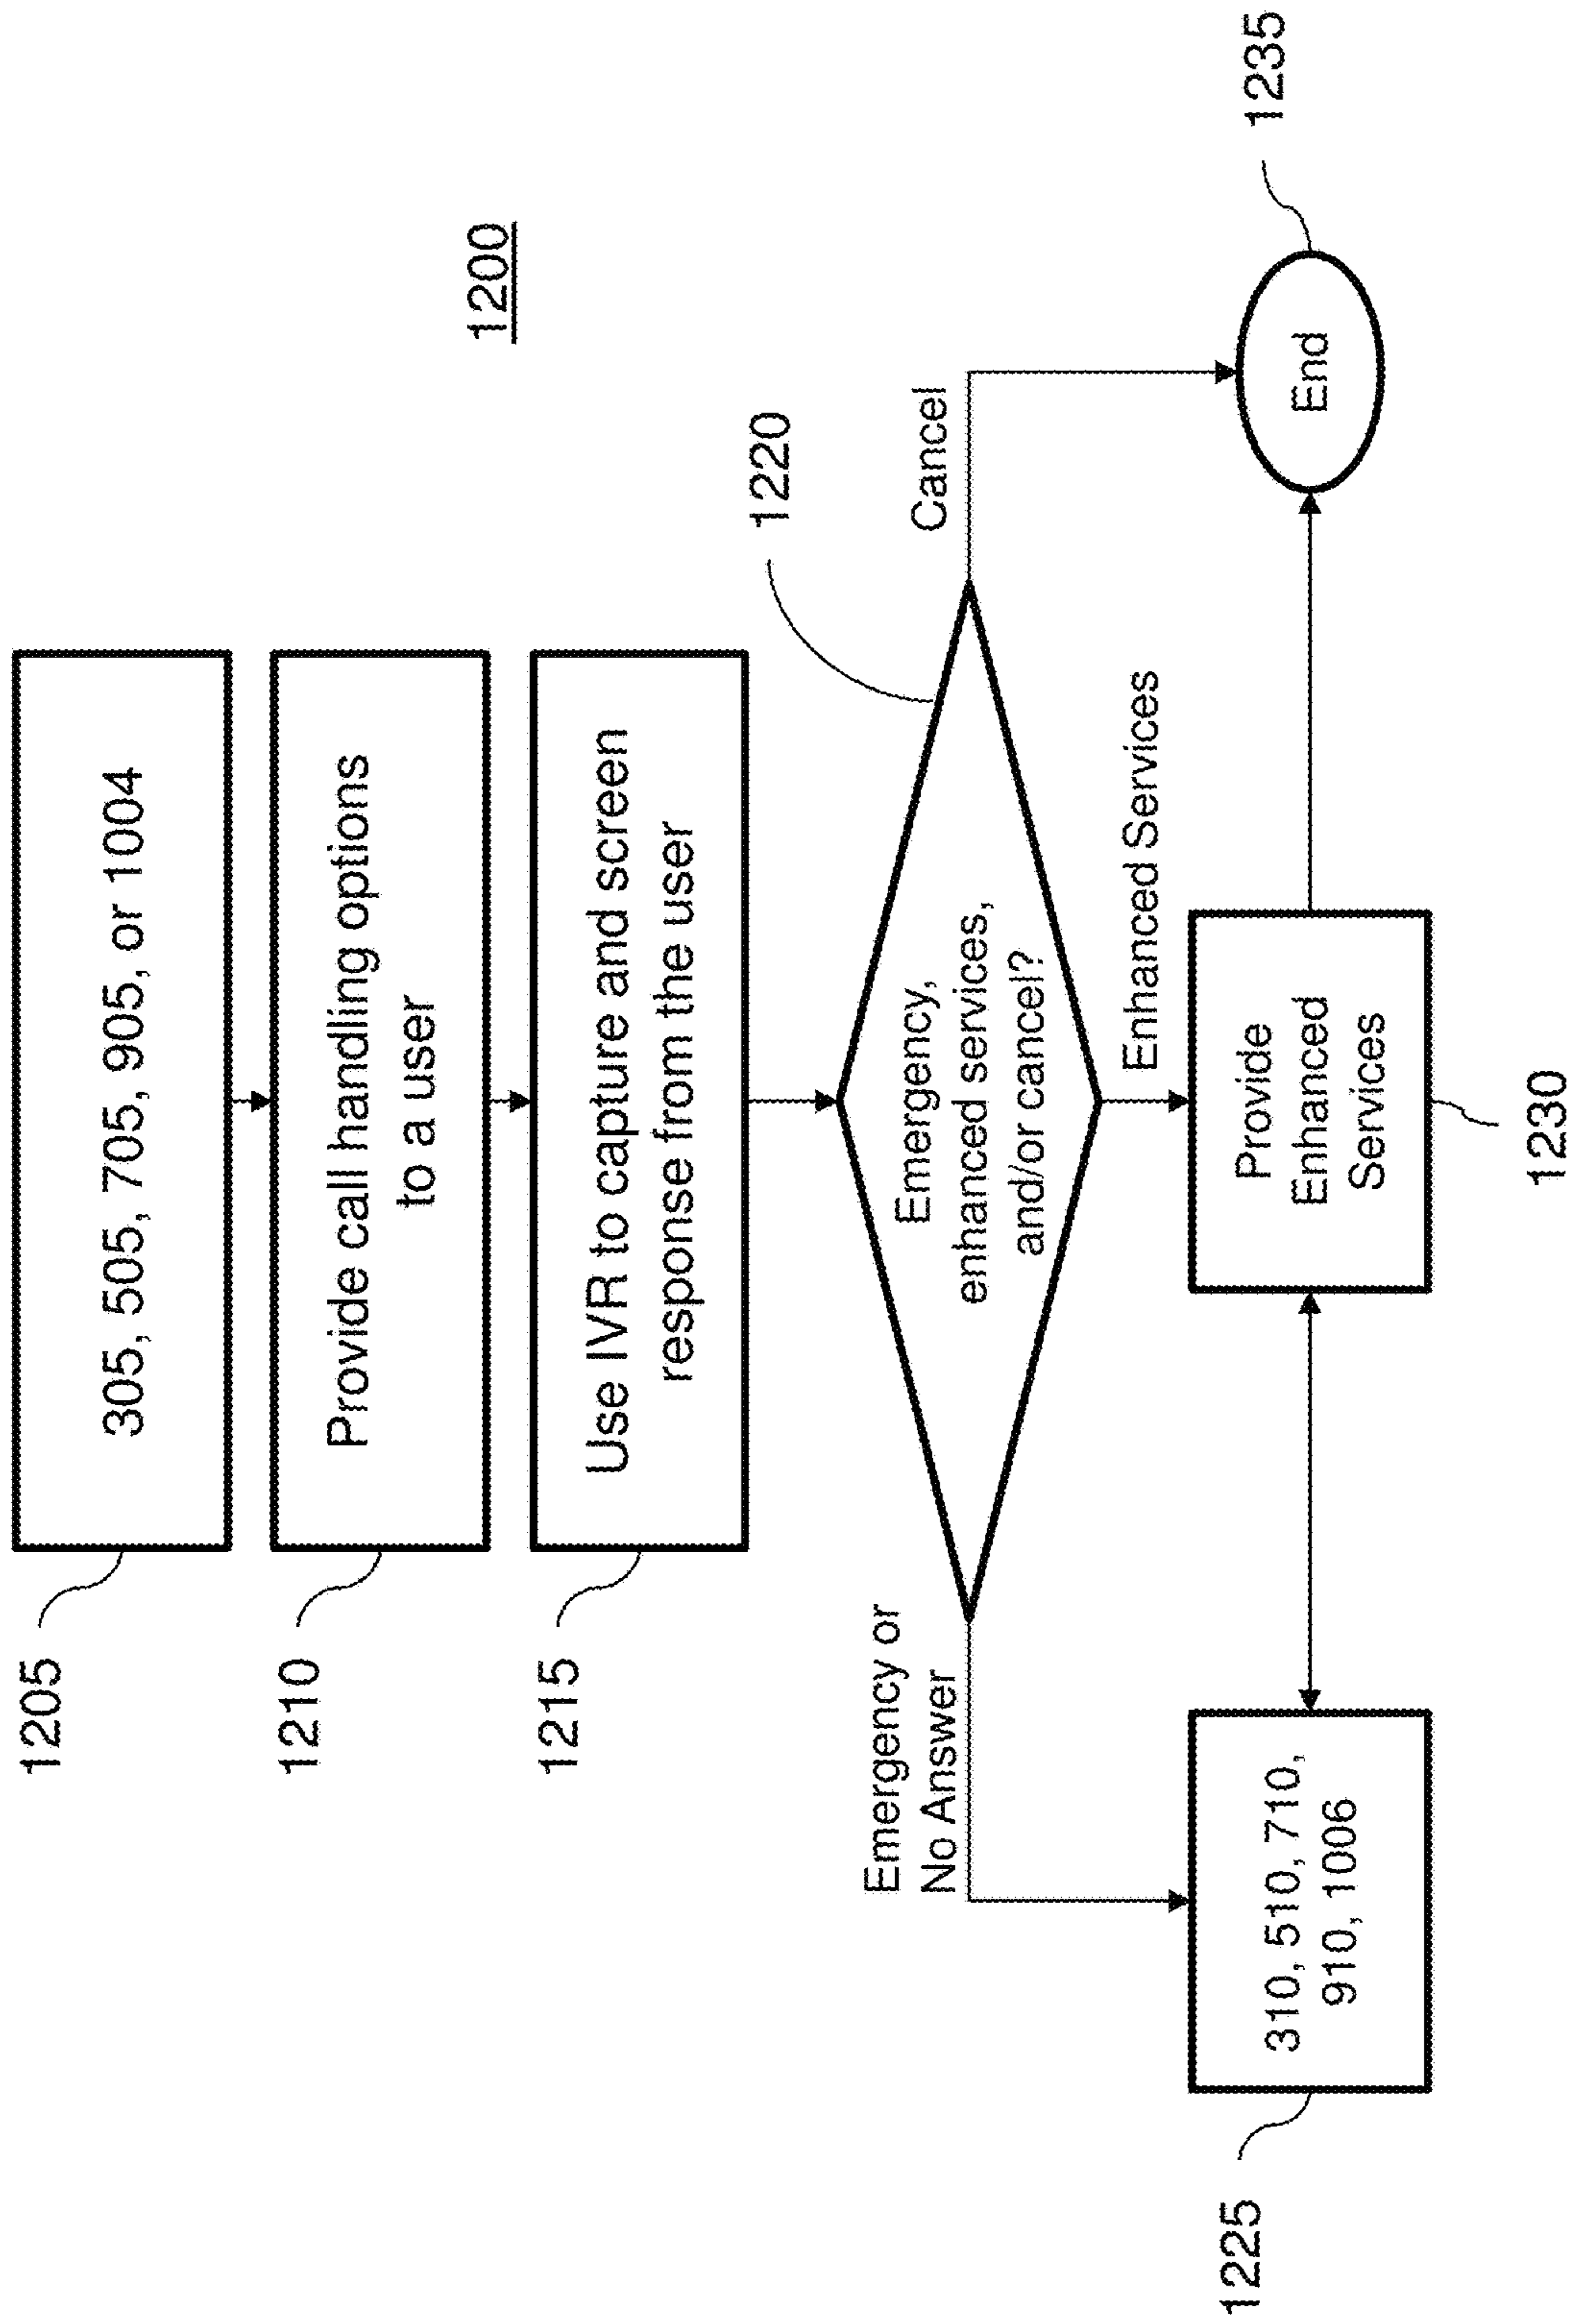 1200
1205
305, 505, 705, 905, or 1004
1210
Provide call handling options
to a user
1215
Use IVR to capture and screen
response from the user
1220
Emergency,
enhanced services,
and/or cancel?
Emergency or
No Answer
Cancel
Enhanced Services
1225
310, 510, 710,
910, 1006
Provide
Enhanced
Services
1230
End
1235